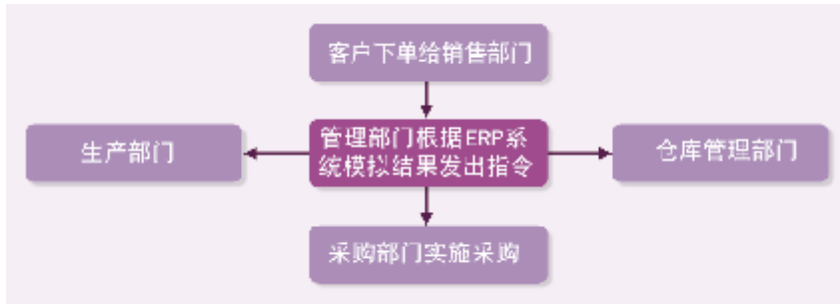 客户下单给销售部门
生产部门
管理部门根据ERP系
统模拟结果发出指令
仓库管理部门
采购部门实施采购